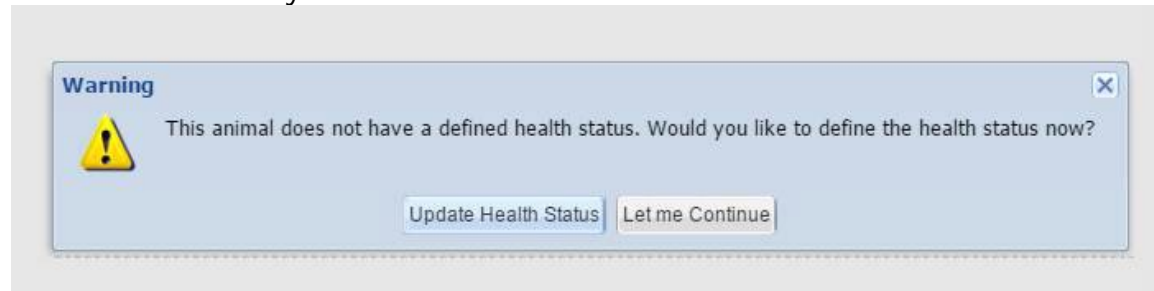 Warning
This animal does not have a defined health status. Would you like to define the health status now?
Update Health Status Let me Continue